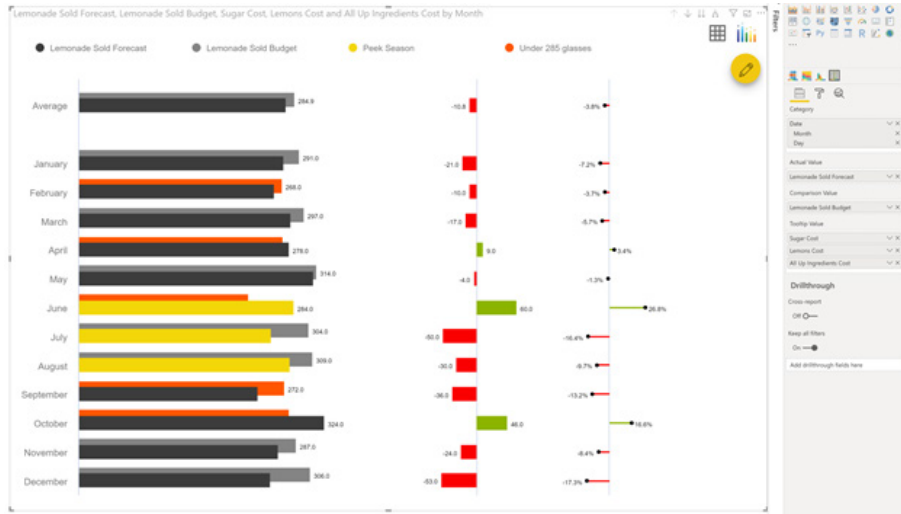 Lemonade Sold Forecast, Lemonade Sold Budget, Sugar Cost, Lemons Cost and All Up Ingredients Cost by Month
Lemonade Sold Forecast Lemonade Sold Budget Peek Season Under 285 glasses
Average 284.9 -10.8 -3.8%
January 291.0 -21.0 -7.2%
February 268.0 -10.0 -3.7%
March 297.0 -17.0 -5.7%
April 278.0 9.0 3.4%
May 314.0 -4.0 -1.3%
June 284.0 60.0 26.8%
July 304.0 -50.0 -16.4%
August 309.0 -30.0 -9.7%
September 272.0 -36.0 -13.2%
October 324.0 46.0 16.6%
November 287.0 -24.0 -8.4%
December 306.0 -53.0 -17.3%
Filters
Py R
Category
Date
Month
Day
Actual Value
Lemonade Sold Forecast
Comparison Value
Lemonade Sold Budget
Tooltip Value
Sugar Cost
Lemons Cost
All Up Ingredients Cost
Drillthrough
Cross-report
Off
Keep all filters
On
Add drillthrough fields here